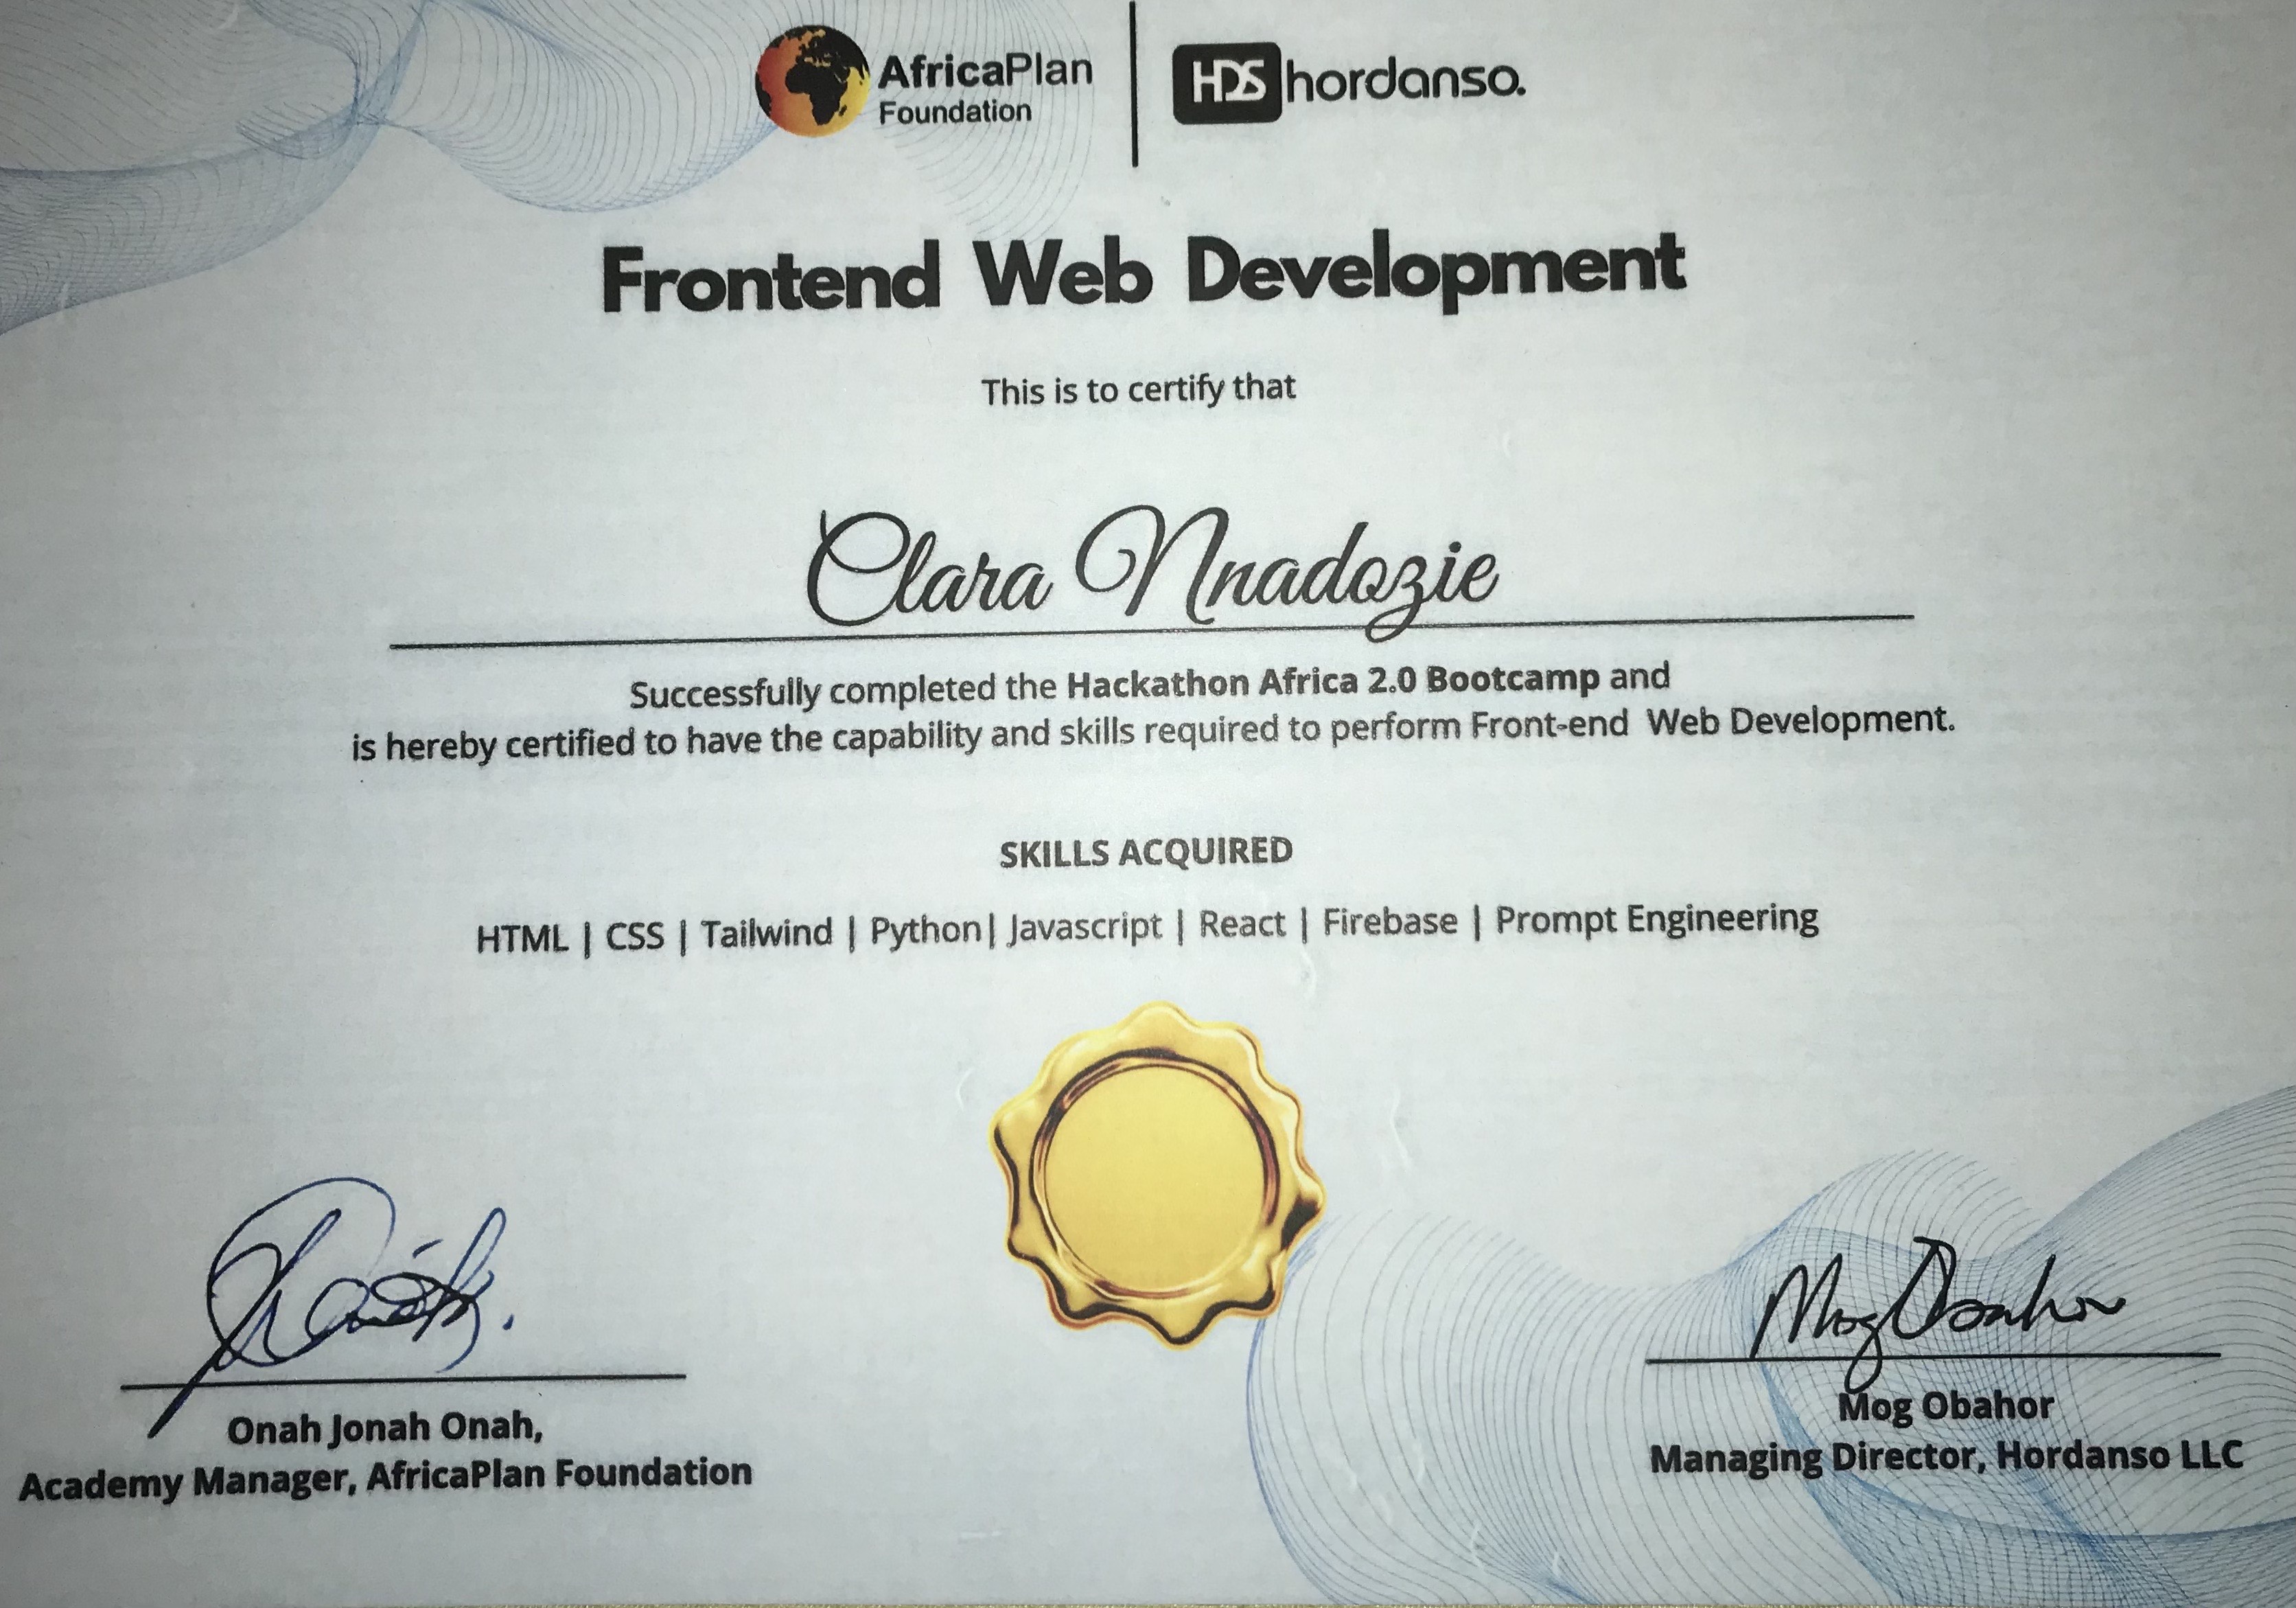 AfricaPlan
Foundation
HDS hordanso.
Frontend Web Development
This is to certify that
Clara Nnadozie
Successfully completed the Hackathon Africa 2.0 Bootcamp and
is hereby certified to have the capability and skills required to perform Front-end Web Development.
SKILLS ACQUIRED
HTML | CSS | Tailwind | Python| Javascript | React | Firebase | Prompt Engineering
Onah Jonah Onah,
Academy Manager, AfricaPlan Foundation
Mog Obahor
Mog Obahor
Managing Director, Hordanso LLC